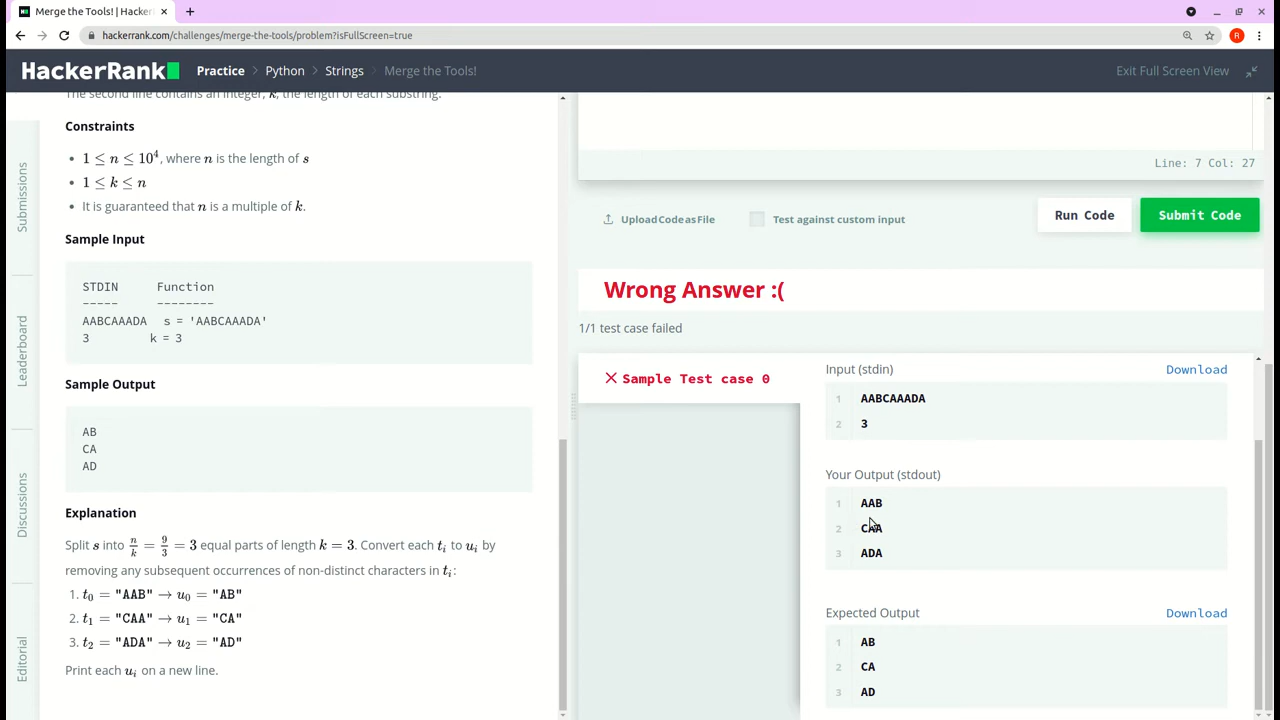 Merge the Tools! | Hacker
hackerrank.com/challenges/merge-the-tools/problem?isFullScreen=true
R
HackerRank
Practice > Python > Strings > Merge the Tools!
Exit Full Screen View
Submissions
Leaderboard
Discussions
Editorial
The second line contains an integer, k, the length of each substring.
Constraints
• 1 ≤ n ≤ 10⁴, where n is the length of s
• 1 ≤ k ≤ n
• It is guaranteed that n is a multiple of k.
Sample Input
STDIN Function
----- --------
AABCAAADA s = 'AABCAAADA'
3 k = 3
Sample Output
AB
CA
AD
Explanation
Split s into n/k = 9/3 = 3 equal parts of length k = 3. Convert each tᵢ to uᵢ by
removing any subsequent occurrences of non-distinct characters in tᵢ:
1. t₀ = "AAB" → u₀ = "AB"
2. t₁ = "CAA" → u₁ = "CA"
3. t₂ = "ADA" → u₂ = "AD"
Print each uᵢ on a new line.
Line: 7 Col: 27
Upload Code as File
Test against custom input
Run Code
Submit Code
Wrong Answer :(
1/1 test case failed
Sample Test case 0
Input (stdin)
Download
1 AABCAAADA
2 3
Your Output (stdout)
1 AAB
2 CAA
3 ADA
Expected Output
Download
1 AB
2 CA
3 AD